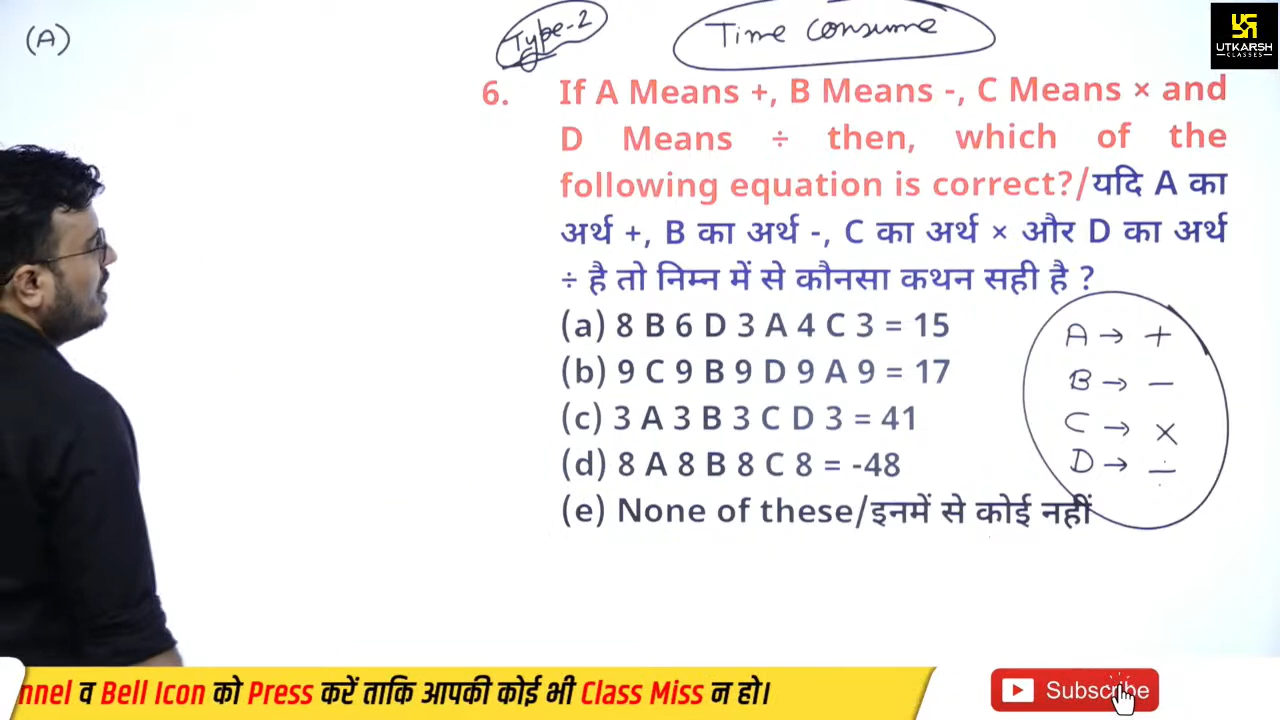 (A)
Type-2
Time Consume
UTKARSH
CLASSES
6. If A Means +, B Means -, C Means × and
D Means ÷ then, which of the
following equation is correct?/यदि A का
अर्थ +, B का अर्थ -, C का अर्थ × और D का अर्थ
÷ है तो निम्न में से कौनसा कथन सही है ?
(a) 8 B 6 D 3 A 4 C 3 = 15
(b) 9 C 9 B 9 D 9 A 9 = 17
(c) 3 A 3 B 3 C D 3 = 41
(d) 8 A 8 B 8 C 8 = -48
(e) None of these/इनमें से कोई नहीं
A → +
B → -
C → ×
D → ÷
nnel व Bell Icon को Press करें ताकि आपकी कोई भी Class Miss न हो।
Subscribe